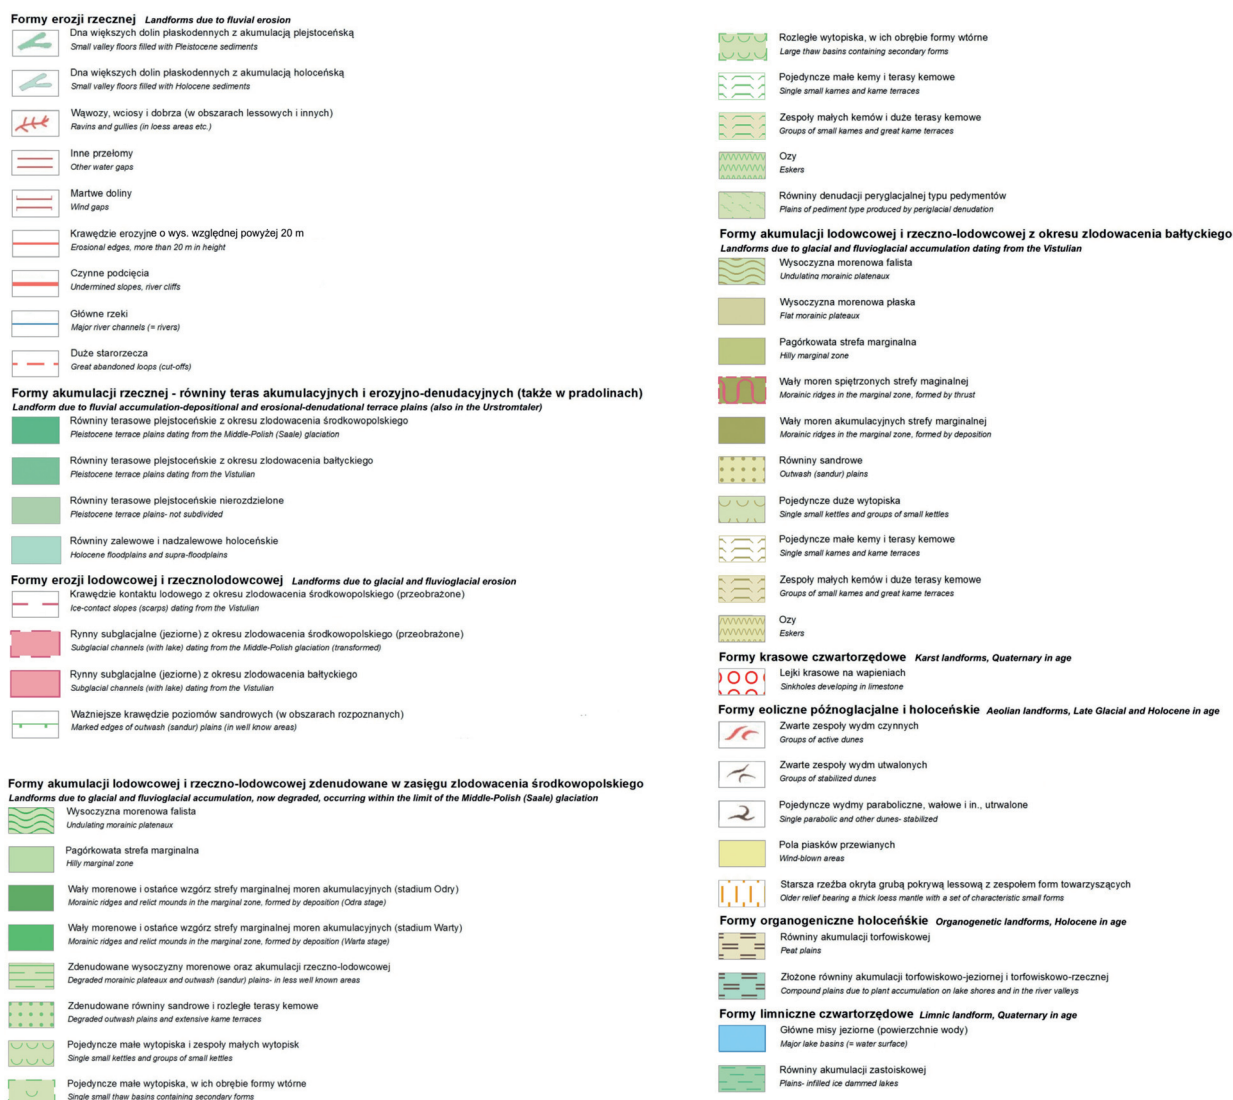 Formy erozji rzecznej Landforms due to fluvial erosion
Dna większych dolin płaskodennych z akumulacją plejstoceńską
Small valley floors filled with Pleistocene sediments
Dna większych dolin płaskodennych z akumulacją holoceńską
Small valley floors filled with Holocene sediments
Wąwozy, wciosy i dobrza (w obszarach lessowych i innych)
Ravins and gullies (in loess areas etc.)
Inne przełomy
Other water gaps
Martwe doliny
Wind gaps
Krawędzie erozyjne o wys. względnej powyżej 20 m
Erosional edges, more than 20 m in height
Czynne podcięcia
Undermined slopes, river cliffs
Główne rzeki
Major river channels (= rivers)
Duże starorzecza
Great abandoned loops (cut-offs)
Formy akumulacji rzecznej - równiny teras akumulacyjnych i erozyjno-denudacyjnych (także w pradolinach)
Landform due to fluvial accumulation-depositional and erosional-denudational terrace plains (also in the Urstromtaler)
Równiny terasowe plejstoceńskie z okresu zlodowacenia środkowopolskiego
Pleistocene terrace plains dating from the Middle-Polish (Saale) glaciation
Równiny terasowe plejstoceńskie z okresu zlodowacenia bałtyckiego
Pleistocene terrace plains dating from the Vistulian
Równiny terasowe plejstoceńskie nierozdzielone
Pleistocene terrace plains- not subdivided
Równiny zalewowe i nadzalewowe holoceńskie
Holocene floodplains and supra-floodplains
Formy erozji lodowcowej i rzecznolodowcowej Landforms due to glacial and fluvioglacial erosion
Krawędzie kontaktu lodowego z okresu zlodowacenia środkowopolskiego (przeobrażone)
Ice-contact slopes (scarps) dating from the Vistulian
Rynny subglacjalne (jeziorne) z okresu zlodowacenia środkowopolskiego (przeobrażone)
Subglacial channels (with lake) dating from the Middle-Polish glaciation (transformed)
Rynny subglacjalne (jeziorne) z okresu zlodowacenia bałtyckiego
Subglacial channels (with lake) dating from the Vistulian
Ważniejsze krawędzie poziomów sandrowych (w obszarach rozpoznanych)
Marked edges of outwash (sandur) plains (in well know areas)
Formy akumulacji lodowcowej i rzeczno-lodowcowej zdenudowane w zasięgu zlodowacenia środkowopolskiego
Landforms due to glacial and fluvioglacial accumulation, now degraded, occurring within the limit of the Middle-Polish (Saale) glaciation
Wysoczyzna morenowa falista
Undulating morainic platenaux
Pagórkowata strefa marginalna
Hilly marginal zone
Wały morenowe i ostańce wzgórz strefy marginalnej moren akumulacyjnych (stadium Odry)
Morainic ridges and relict mounds in the marginal zone, formed by deposition (Odra stage)
Wały morenowe i ostańce wzgórz strefy marginalnej moren akumulacyjnych (stadium Warty)
Morainic ridges and relict mounds in the marginal zone, formed by deposition (Warta stage)
Zdenudowane wysoczyzny morenowe oraz akumulacji rzeczno-lodowcowej
Degraded morainic plateaux and outwash (sandur) plains- in less well known areas
Zdenudowane równiny sandrowe i rozległe terasy kemowe
Degraded outwash plains and extensive kame terraces
Pojedyncze małe wytopiska i zespoły małych wytopisk
Single small kettles and groups of small kettles
Pojedyncze małe wytopiska, w ich obrębie formy wtórne
Single small thaw basins containing secondary forms
Rozległe wytopiska, w ich obrębie formy wtórne
Large thaw basins containing secondary forms
Pojedyncze małe kemy i terasy kemowe
Single small kames and kame terraces
Zespoły małych kemów i duże terasy kemowe
Groups of small kames and great kame terraces
Ozy
Eskers
Równiny denudacji peryglacjalnej typu pedymentów
Plains of pediment type produced by periglacial denudation
Formy akumulacji lodowcowej i rzeczno-lodowcowej z okresu zlodowacenia bałtyckiego
Landforms due to glacial and fluvioglacial accumulation dating from the Vistulian
Wysoczyzna morenowa falista
Undulating morainic platenaux
Wysoczyzna morenowa płaska
Flat morainic plateaux
Pagórkowata strefa marginalna
Hilly marginal zone
Wały moren spiętrzonych strefy maginalnej
Morainic ridges in the marginal zone, formed by thrust
Wały moren akumulacyjnych strefy marginalnej
Morainic ridges in the marginal zone, formed by deposition
Równiny sandrowe
Outwash (sandur) plains
Pojedyncze duże wytopiska
Single small kettles and groups of small kettles
Pojedyncze małe kemy i terasy kemowe
Single small kames and kame terraces
Zespoły małych kemów i duże terasy kemowe
Groups of small kames and great kame terraces
Ozy
Eskers
Formy krasowe czwartorzędowe Karst landforms, Quaternary in age
Lejki krasowe na wapieniach
Sinkholes developing in limestone
Formy eoliczne późnoglacjalne i holoceńskie Aeolian landforms, Late Glacial and Holocene in age
Zwarte zespoły wydm czynnych
Groups of active dunes
Zwarte zespoły wydm utwalonych
Groups of stabilized dunes
Pojedyncze wydmy paraboliczne, wałowe i in., utrwalone
Single parabolic and other dunes- stabilized
Pola piasków przewianych
Wind-blown areas
Starsza rzeźba okryta grubą pokrywą lessową z zespołem form towarzyszących
Older relief bearing a thick loess mantle with a set of characteristic small forms
Formy organogeniczne holoceńśkie Organogenetic landforms, Holocene in age
Równiny akumulacji torfowiskowej
Peat plains
Złożone równiny akumulacji torfowiskowo-jeziornej i torfowiskowo-rzecznej
Compound plains due to plant accumulation on lake shores and in the river valleys
Formy limniczne czwartorzędowe Limnic landform, Quaternary in age
Główne misy jeziorne (powierzchnie wody)
Major lake basins (= water surface)
Równiny akumulacji zastoiskowej
Plains- infilled ice dammed lakes